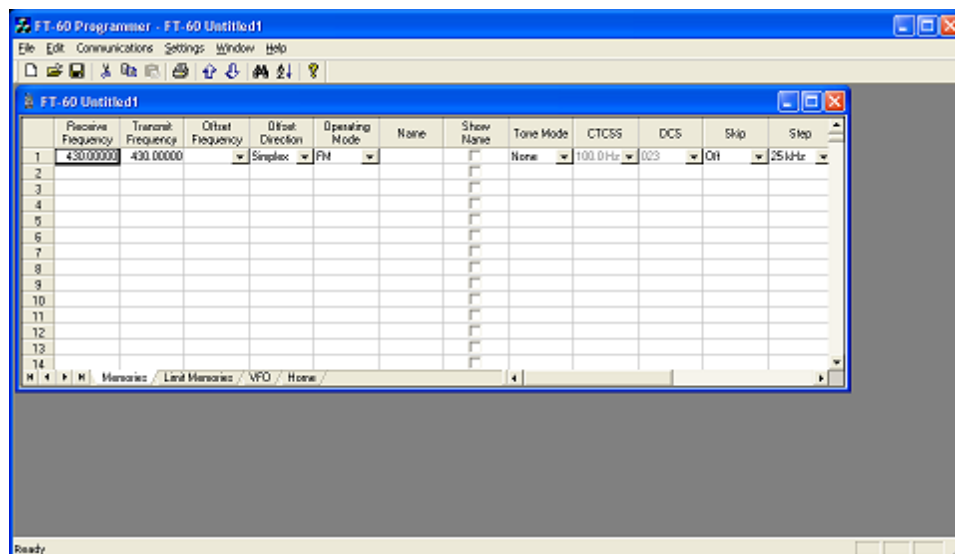 FT-60 Programmer - FT-60 Untitled1
File Edit Communications Settings Window Help
FT-60 Untitled1
Receive Frequency Transmit Frequency Offset Frequency Offset Direction Operating Mode Name Show Name Tone Mode CTCSS DCS Skip Step
1 430.00000 430.00000 Simplex FM None 100.0 Hz 023 Off 25 kHz
2
3
4
5
6
7
8
9
10
11
12
13
14
Memories Limit Memories VFO Home
Ready